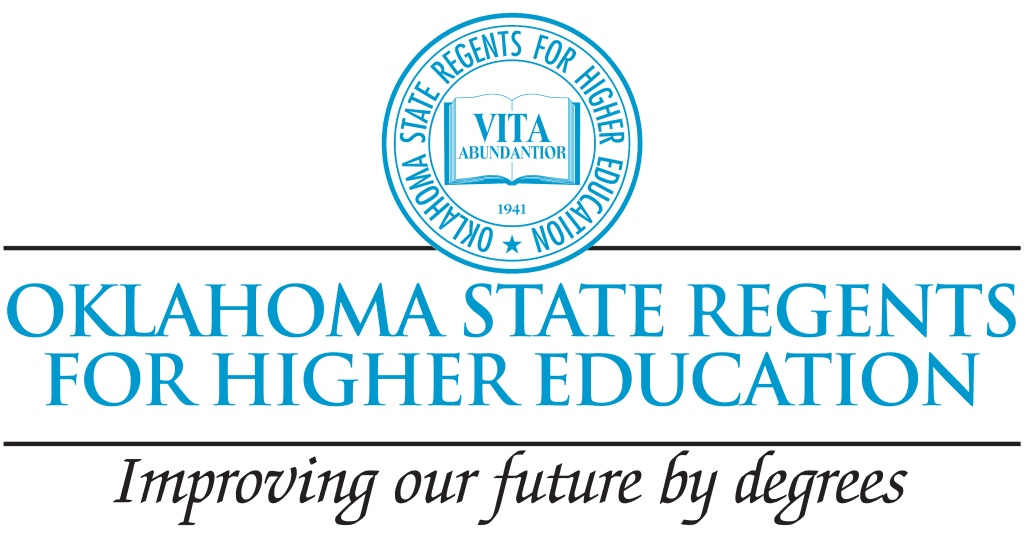 OKLAHOMA STATE REGENTS FOR HIGHER EDUCATION
VITA
ABUNDANTIOR
1941
OKLAHOMA STATE REGENTS
FOR HIGHER EDUCATION
Improving our future by degrees